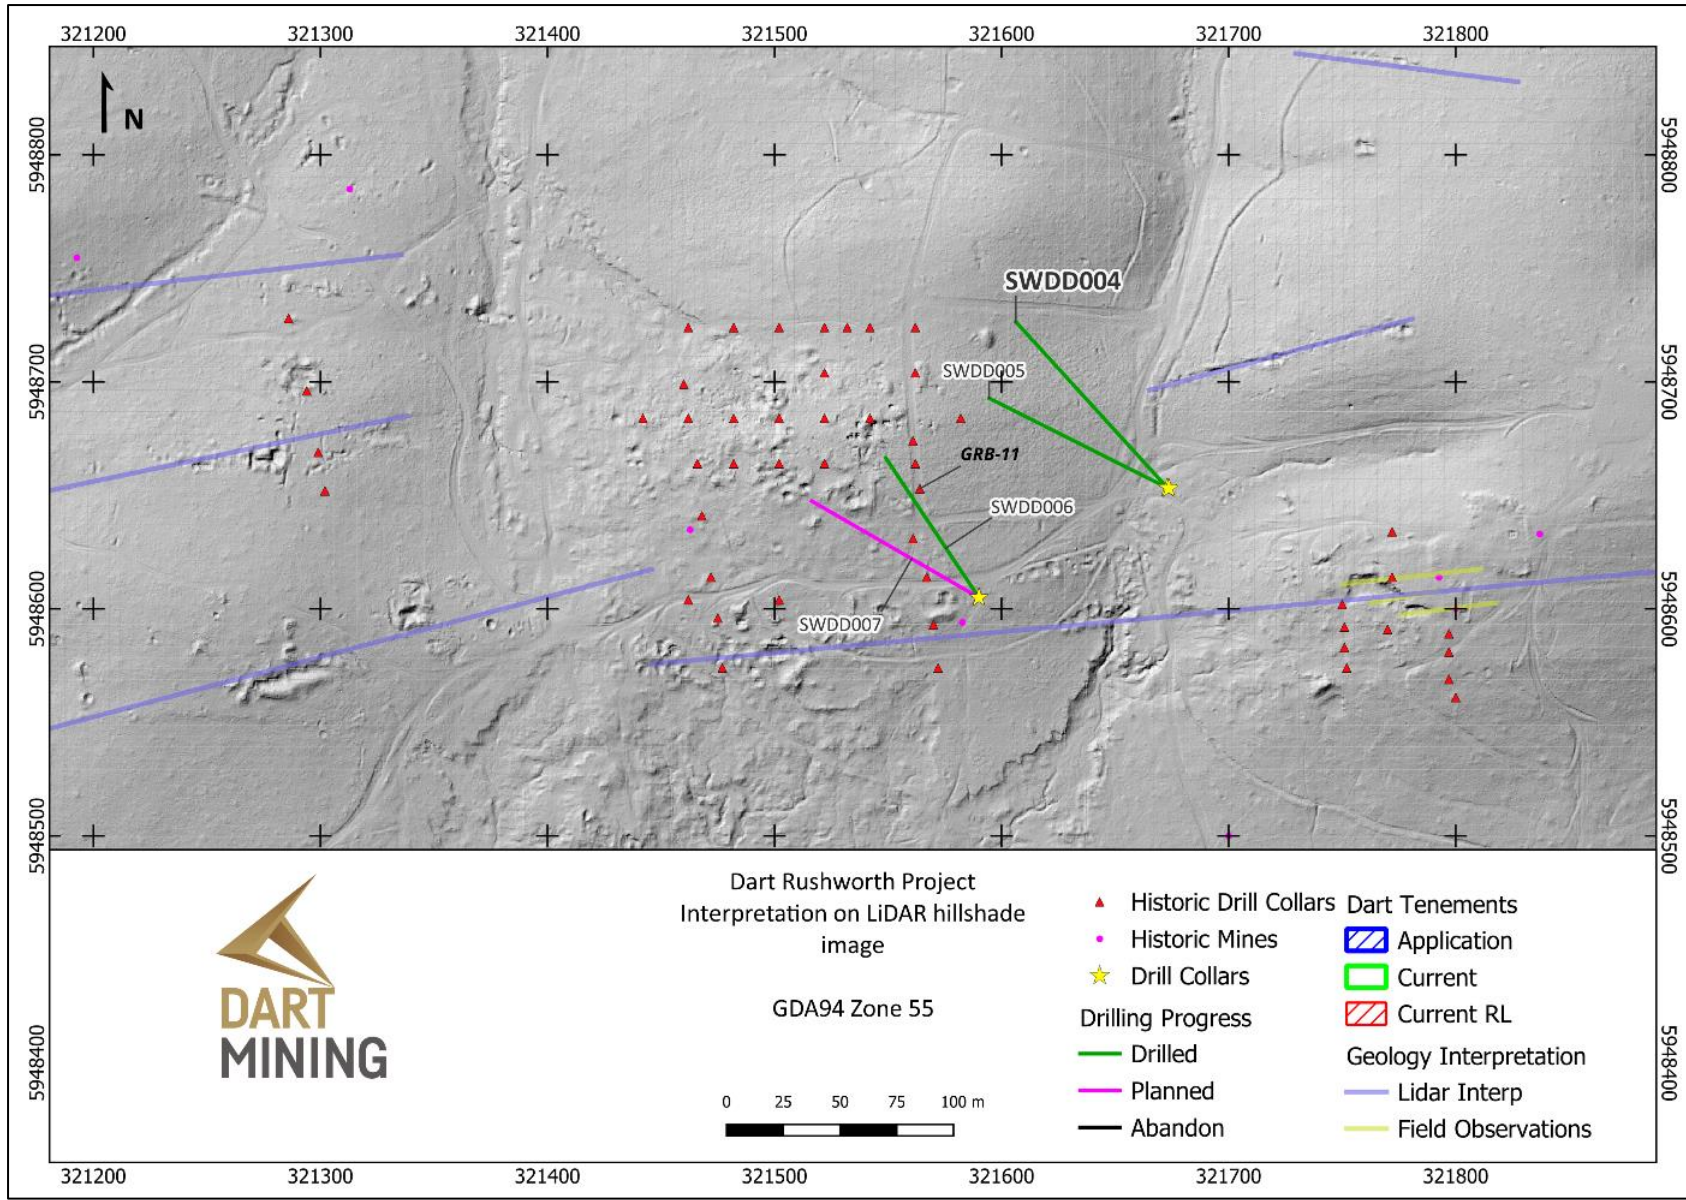 321200 321300 321400 321500 321600 321700 321800
N
5948800 5948800
SWDD004
5948700 5948700
SWDD005
GRB-11
SWDD006
5948600 5948600
SWDD007
5948500 5948500
Dart Rushworth Project
Interpretation on LiDAR hillshade
image
GDA94 Zone 55
DART
MINING
0 25 50 75 100 m
Historic Drill Collars
Historic Mines
Drill Collars
Drilling Progress
Drilled
Planned
Abandon
Dart Tenements
Application
Current
Current RL
Geology Interpretation
Lidar Interp
Field Observations
5948400 5948400
321200 321300 321400 321500 321600 321700 321800